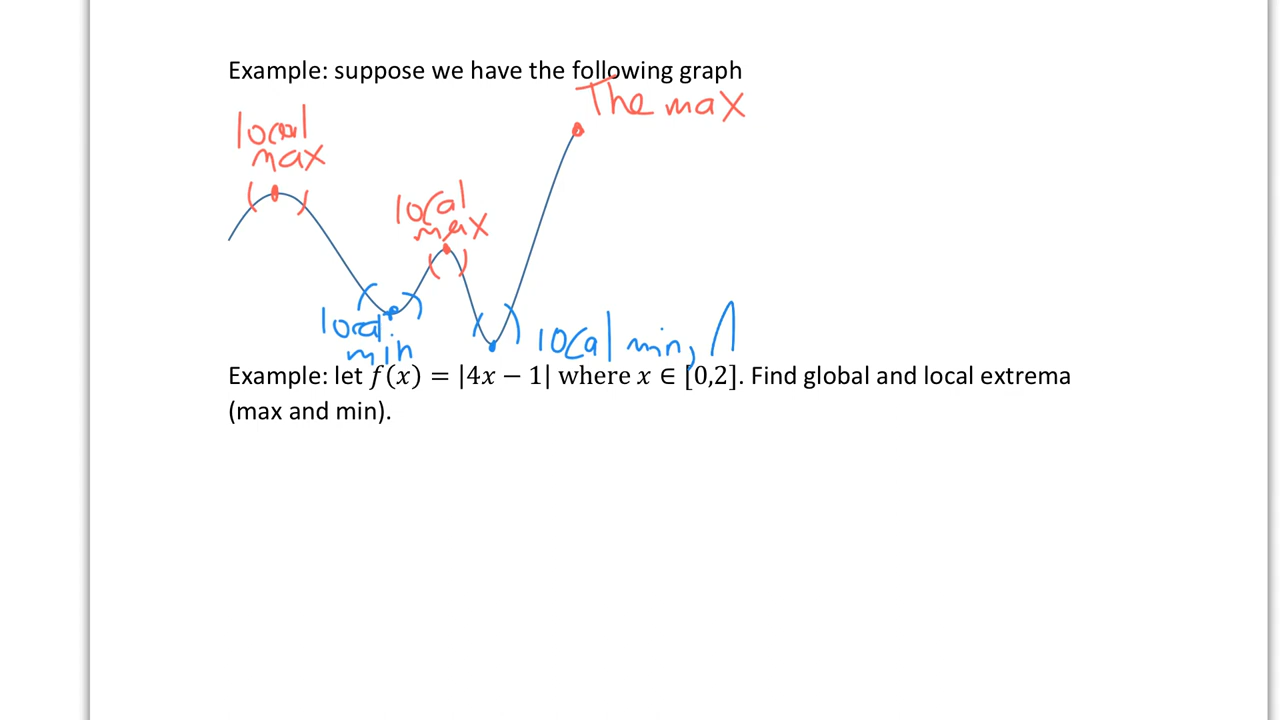 Example: suppose we have the following graph
The max
local
max
local
max
local
min
local min,
Example: let f(x) = |4x − 1| where x ∈ [0,2]. Find global and local extrema
(max and min).